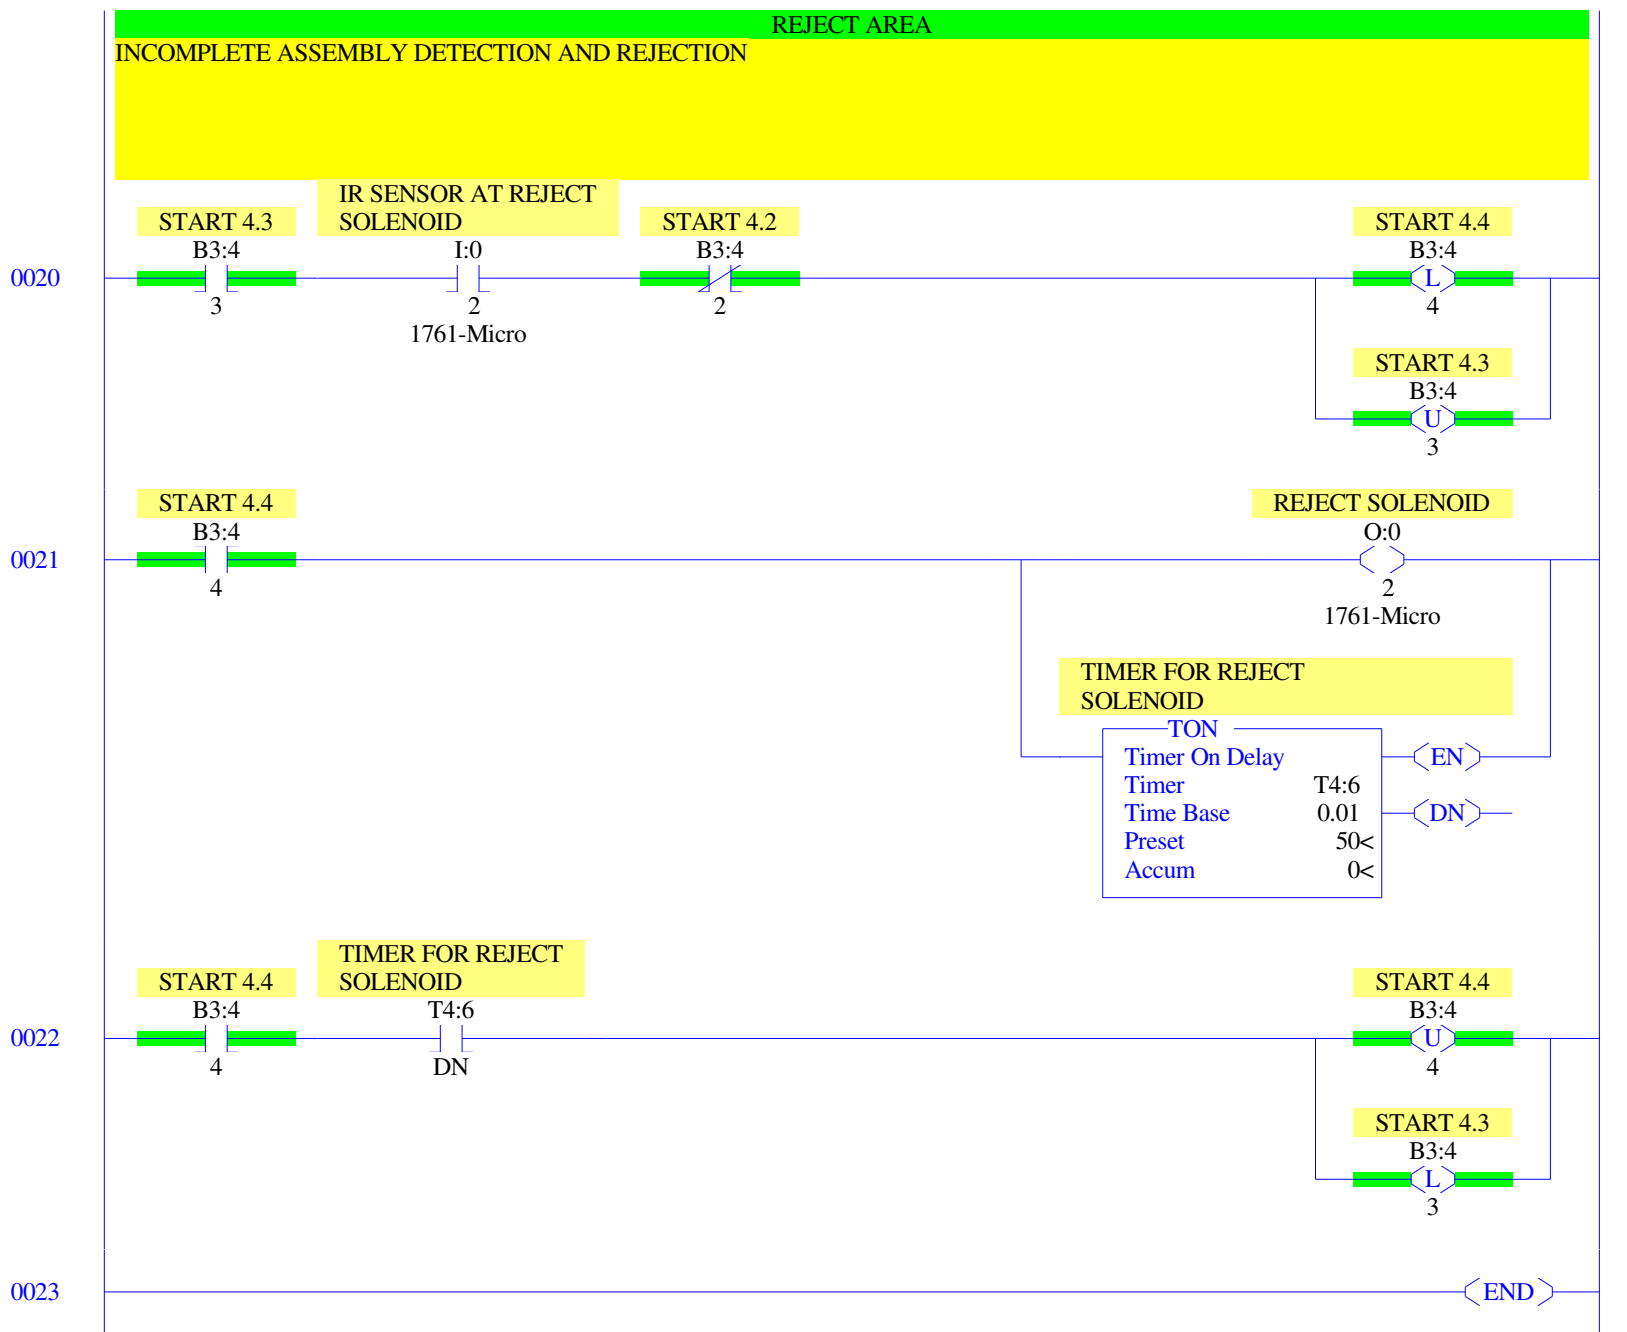 REJECT AREA
INCOMPLETE ASSEMBLY DETECTION AND REJECTION
IR SENSOR AT REJECT
START 4.3 SOLENOID START 4.2 START 4.4
B3:4 I:0 B3:4 B3:4
0020 L
3 2 2 4
1761-Micro
START 4.3
B3:4
U
3
START 4.4 REJECT SOLENOID
B3:4 O:0
0021
4 2
1761-Micro
TIMER FOR REJECT
SOLENOID
TON
Timer On Delay EN
Timer T4:6
Time Base 0.01 DN
Preset 50<
Accum 0<
TIMER FOR REJECT
START 4.4 SOLENOID START 4.4
B3:4 T4:6 B3:4
0022 U
4 DN 4
START 4.3
B3:4
L
3
0023 END